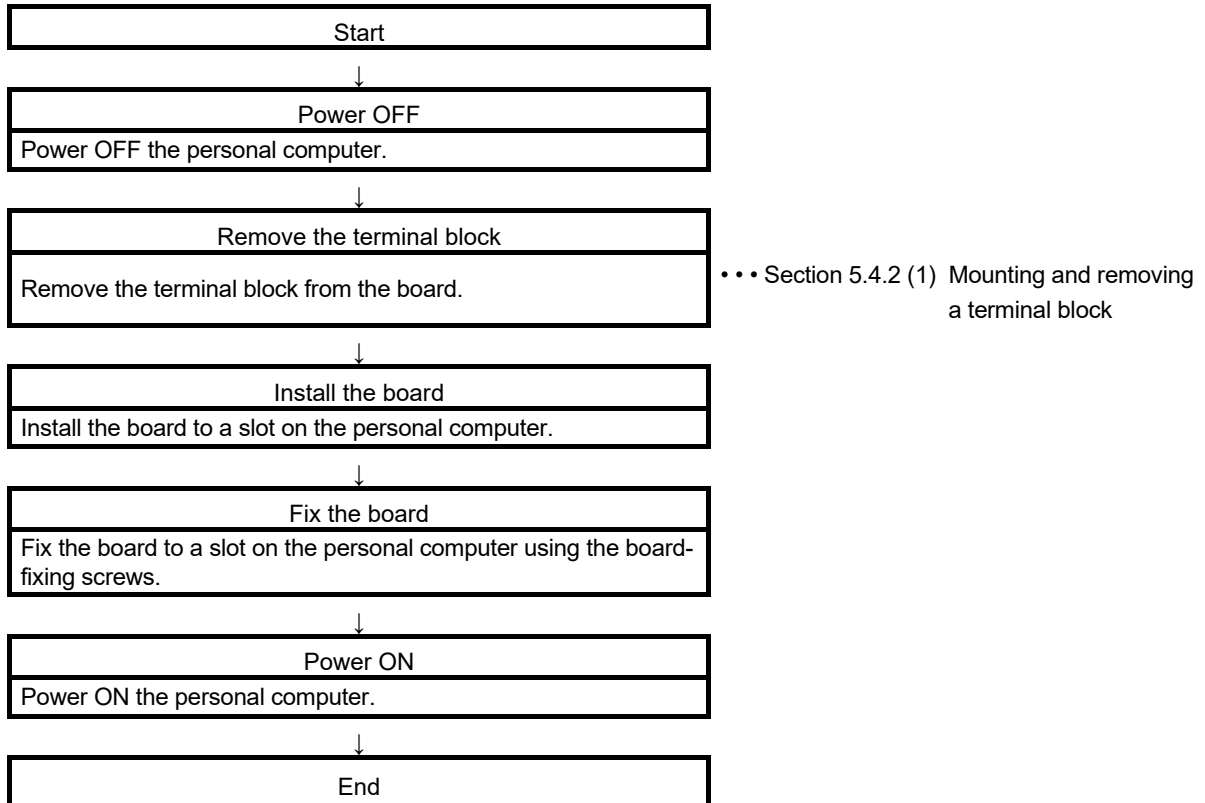 Start
↓
Power OFF
Power OFF the personal computer.
↓
Remove the terminal block
Remove the terminal block from the board.
• • • Section 5.4.2 (1) Mounting and removing
a terminal block
↓
Install the board
Install the board to a slot on the personal computer.
↓
Fix the board
Fix the board to a slot on the personal computer using the board-
fixing screws.
↓
Power ON
Power ON the personal computer.
↓
End